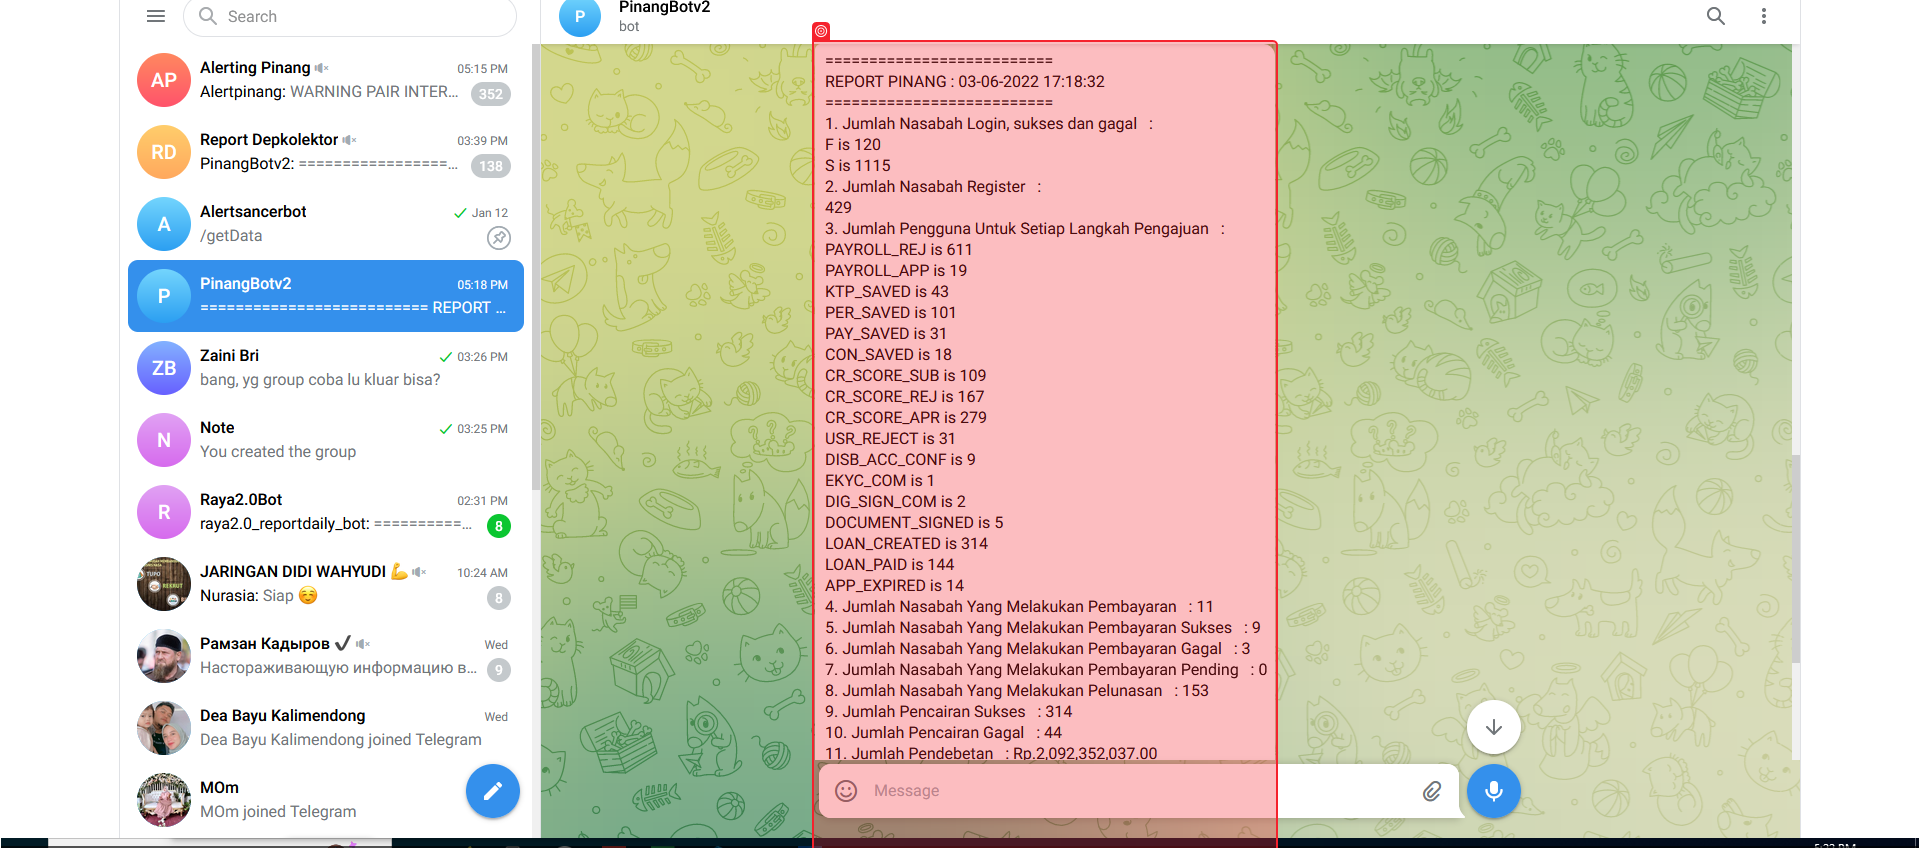 Search
AP
Alerting Pinang
05:15 PM
Alertpinang: WARNING PAIR INTER...
352
RD
Report Depkolektor
03:39 PM
PinangBotv2: =================...
138
A
Alertsancerbot
Jan 12
/getData
P
PinangBotv2
05:18 PM
========================== REPORT ...
ZB
Zaini Bri
03:26 PM
bang, yg group coba lu kluar bisa?
N
Note
03:25 PM
You created the group
R
Raya2.0Bot
02:31 PM
raya2.0_reportdaily_bot: ==========...
8
JARINGAN DIDI WAHYUDI 💪
10:24 AM
Nurasia: Siap ☺️
8
Рамзан Кадыров ✔
Wed
Настораживающую информацию в...
9
Dea Bayu Kalimendong
Wed
Dea Bayu Kalimendong joined Telegram
MOm
MOm joined Telegram
P
PinangBotv2
bot
==========================
REPORT PINANG : 03-06-2022 17:18:32
==========================
1. Jumlah Nasabah Login, sukses dan gagal :
F is 120
S is 1115
2. Jumlah Nasabah Register :
429
3. Jumlah Pengguna Untuk Setiap Langkah Pengajuan :
PAYROLL_REJ is 611
PAYROLL_APP is 19
KTP_SAVED is 43
PER_SAVED is 101
PAY_SAVED is 31
CON_SAVED is 18
CR_SCORE_SUB is 109
CR_SCORE_REJ is 167
CR_SCORE_APR is 279
USR_REJECT is 31
DISB_ACC_CONF is 9
EKYC_COM is 1
DIG_SIGN_COM is 2
DOCUMENT_SIGNED is 5
LOAN_CREATED is 314
LOAN_PAID is 144
APP_EXPIRED is 14
4. Jumlah Nasabah Yang Melakukan Pembayaran : 11
5. Jumlah Nasabah Yang Melakukan Pembayaran Sukses : 9
6. Jumlah Nasabah Yang Melakukan Pembayaran Gagal : 3
7. Jumlah Nasabah Yang Melakukan Pembayaran Pending : 0
8. Jumlah Nasabah Yang Melakukan Pelunasan : 153
9. Jumlah Pencairan Sukses : 314
10. Jumlah Pencairan Gagal : 44
11. Jumlah Pendebetan : Rp.2,092,352,037.00
Message